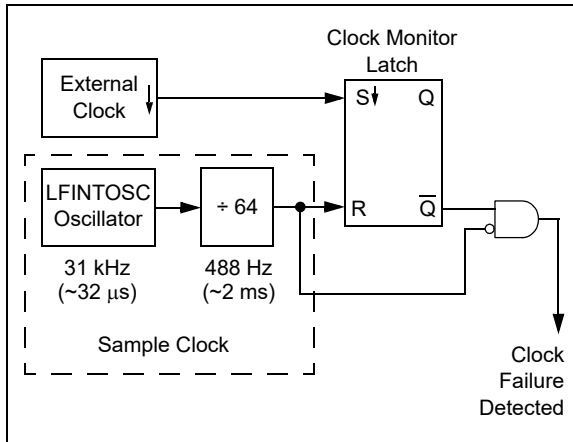 Clock Monitor
Latch
External
Clock
S
Q
LFINTOSC
Oscillator
÷ 64
R
Q̅
31 kHz
(~32 μs)
488 Hz
(~2 ms)
Sample Clock
Clock
Failure
Detected